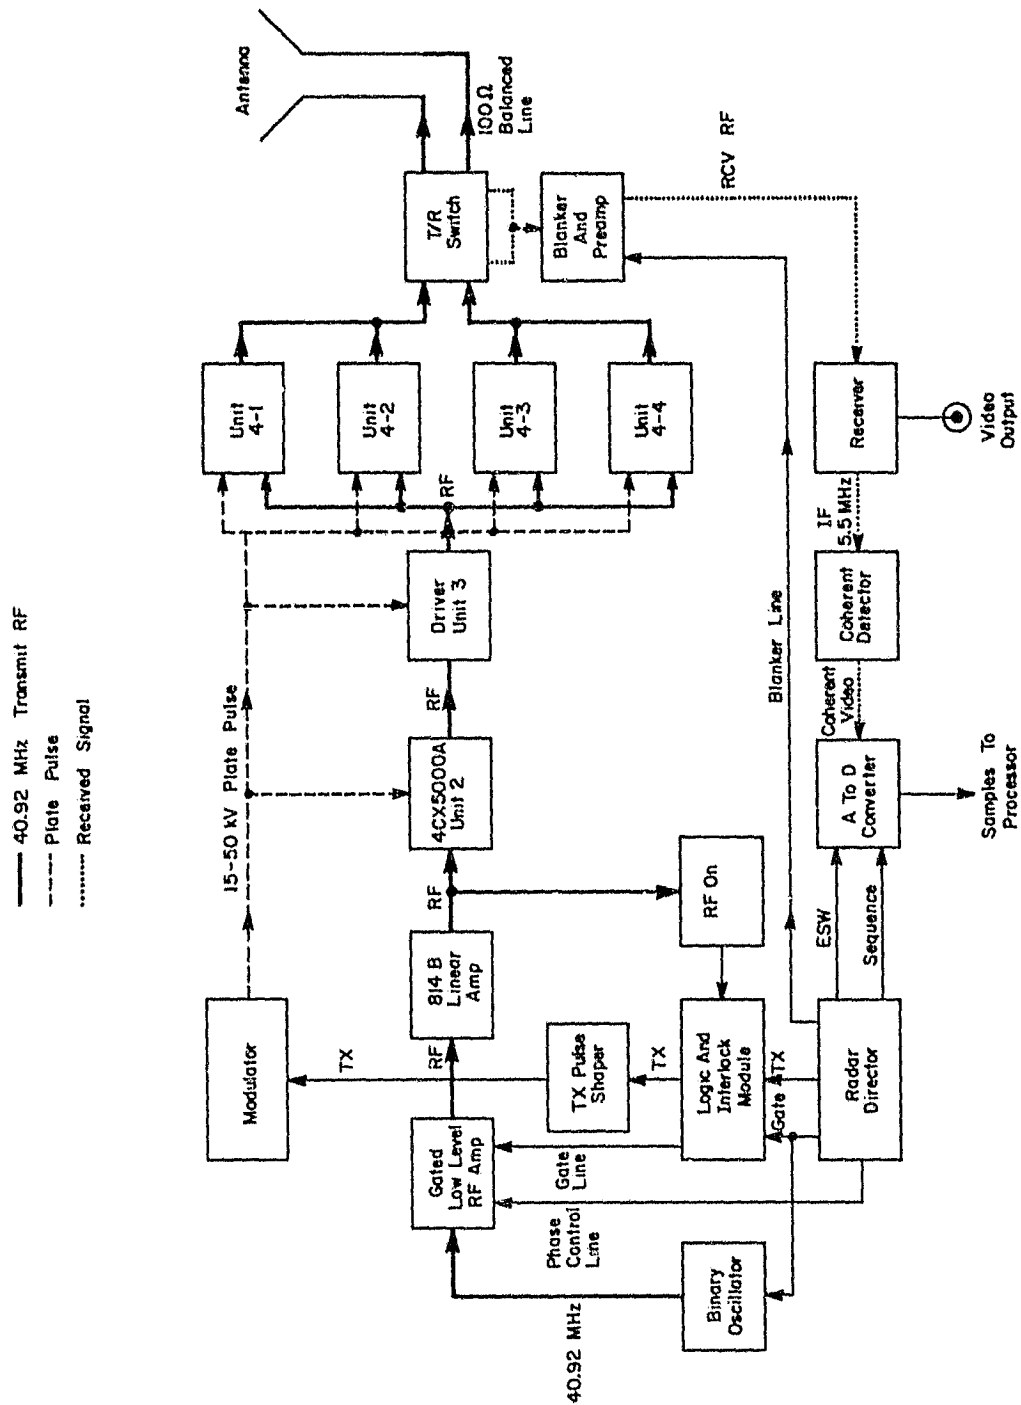 40.92 MHz Transmit RF
Plate Pulse
Received Signal
Antenna
100Ω
Balanced
Line
T/R
Switch
Blanker
And
Preamp
RCV RF
Unit
4-1
Unit
4-2
Unit
4-3
Unit
4-4
RF
15-50 kV Plate Pulse
Driver
Unit 3
RF
4CX5000A
Unit 2
RF
814 B
Linear
Amp
RF
Gated
Low Level
RF Amp
Modulator
TX
TX Pulse
Shaper
TX
RF On
Logic And
Interlock
Module
Gate
Line
Phase
Control
Line
40.92 MHz
Binary
Oscillator
Gate
TX
Radar
Director
Blanker Line
ESW
Sequence
A To D
Converter
Samples To
Processor
Coherent
Video
Coherent
Detector
IF
5.5 MHz
Receiver
Video
Output